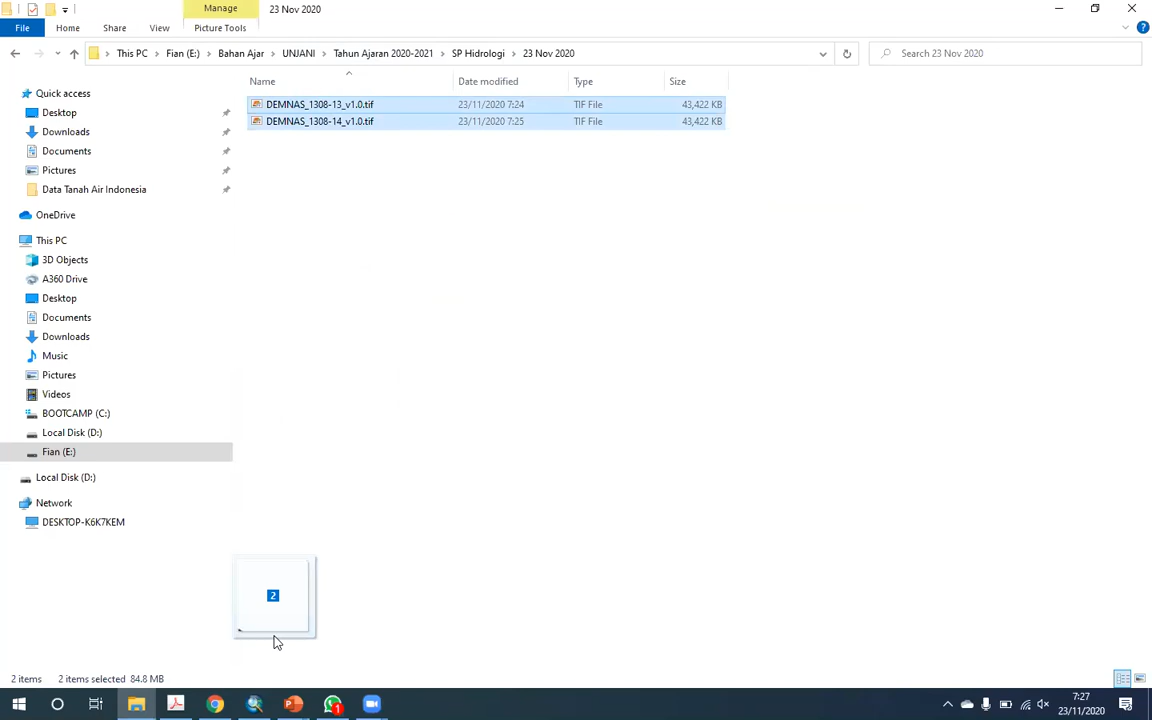 Manage
23 Nov 2020
File
Home
Share
View
Picture Tools
This PC
Fian (E:)
Bahan Ajar
UNJANI
Tahun Ajaran 2020-2021
SP Hidrologi
23 Nov 2020
Search 23 Nov 2020
Name
Date modified
Type
Size
DEMNAS_1308-13_v1.0.tif
23/11/2020 7:24
TIF File
43,422 KB
DEMNAS_1308-14_v1.0.tif
23/11/2020 7:25
TIF File
43,422 KB
Quick access
Desktop
Downloads
Documents
Pictures
Data Tanah Air Indonesia
OneDrive
This PC
3D Objects
A360 Drive
Desktop
Documents
Downloads
Music
Pictures
Videos
BOOTCAMP (C:)
Local Disk (D:)
Fian (E:)
Local Disk (D:)
Network
DESKTOP-K6K7KEM
2
2 items
2 items selected 84.8 MB
1
7:27
23/11/2020